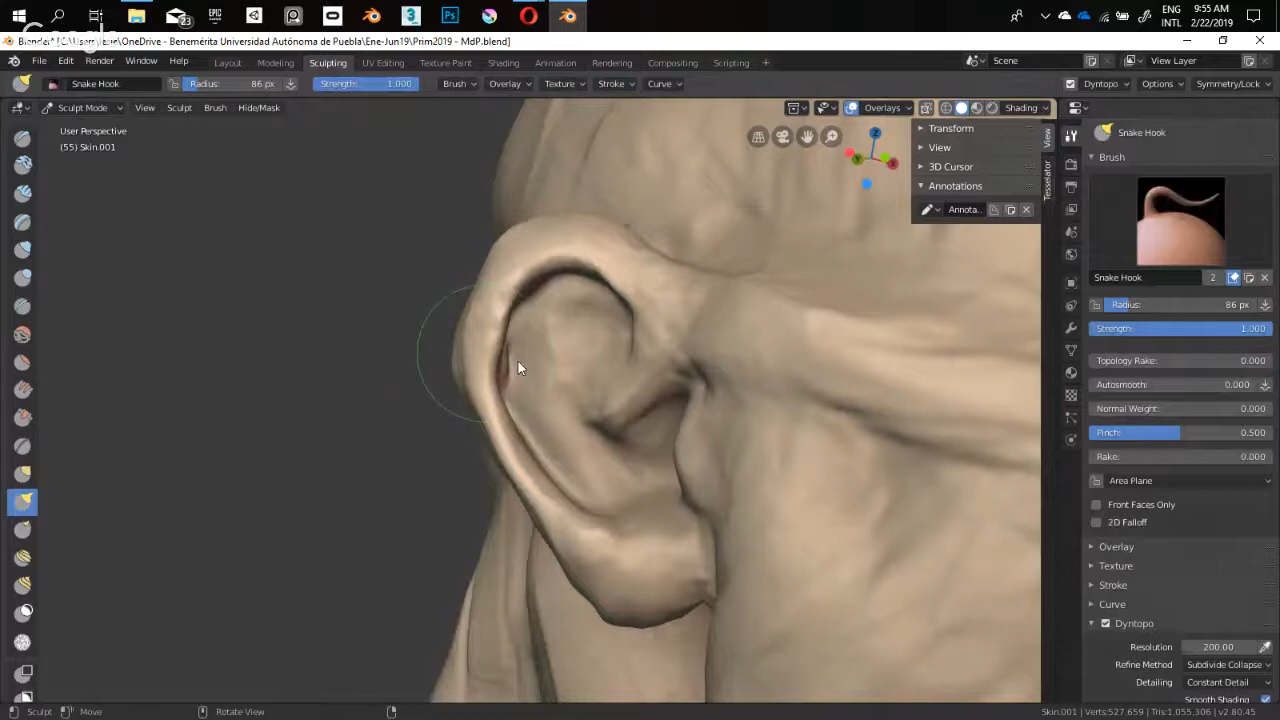 Google
23
EPIC
ENG
INTL
9:55 AM
2/22/2019
Blender* [C:\Users\
\OneDrive - Benemérita Universidad Autónoma de Puebla\Ene-Jun19\Prim2019 - MdP.blend]
File Edit Render Window Help
Layout Modeling Sculpting UV Editing Texture Paint Shading Animation Rendering Compositing Scripting
Scene
View Layer
Snake Hook
Radius: 86 px
Strength: 1.000
Brush Overlay Texture Stroke Curve
Dyntopo Options Symmetry/Lock
Sculpt Mode View Sculpt Brush Hide/Mask
Overlays
Shading
User Perspective
(55) Skin.001
Z
Y
X
Transform
View
3D Cursor
Annotations
Annota..
View
Tesselator
Snake Hook
Brush
Snake Hook 2
Radius: 86 px
Strength: 1.000
Topology Rake: 0.000
Autosmooth: 0.000
Normal Weight: 0.000
Pinch: 0.500
Rake: 0.000
Area Plane
Front Faces Only
2D Falloff
Overlay
Texture
Stroke
Curve
Dyntopo
Resolution 200.00
Refine Method Subdivide Collapse
Detailing Constant Detail
Smooth Shading
Sculpt Move Rotate View
Skin.001 | Verts:527,659 | Tris:1,055,306 | v2.80.45